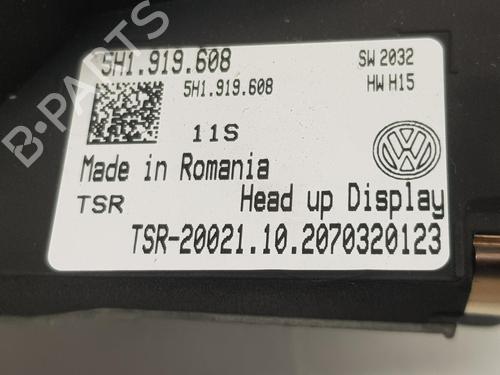 5H1.919.608
SW 2032
5H1.919.608
HW H15
11S
Made in Romania
TSR
Head up Display
TSR-20021.10.2070320123
B-PARTS